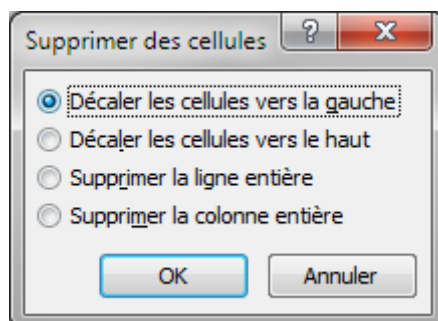 Supprimer des cellules
Décaler les cellules vers la gauche
Décaler les cellules vers le haut
Supprimer la ligne entière
Supprimer la colonne entière
OK Annuler